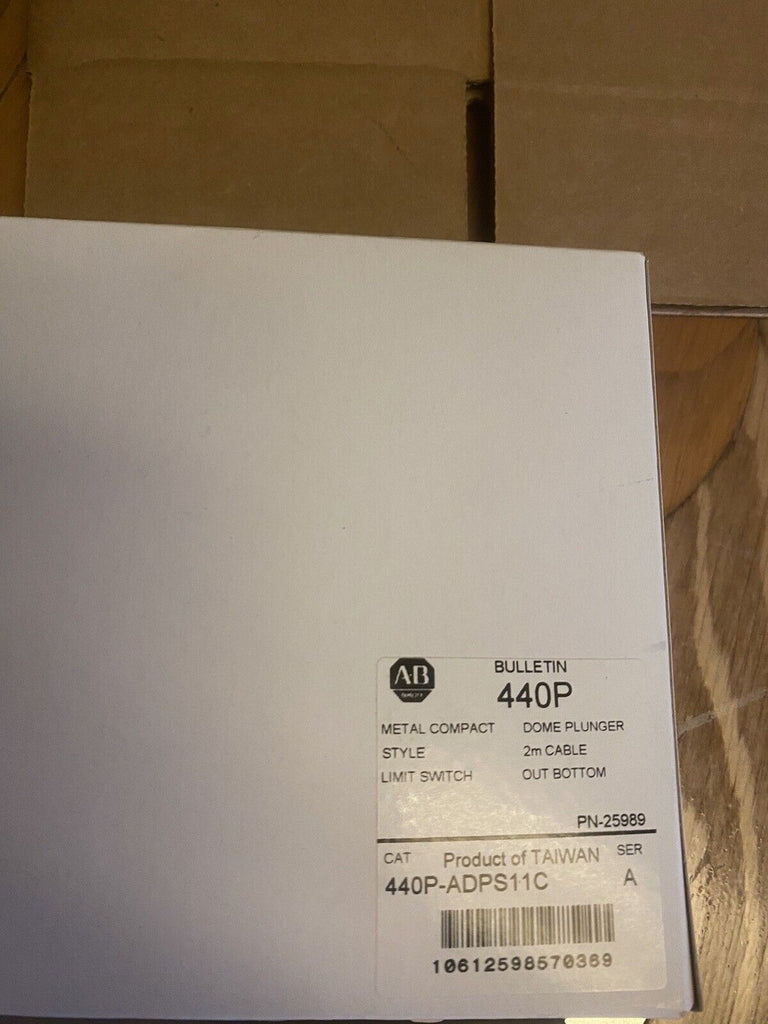 AB
BULLETIN
440P
METAL COMPACT DOME PLUNGER
STYLE 2m CABLE
LIMIT SWITCH OUT BOTTOM
PN-25989
CAT Product of TAIWAN SER
440P-ADPS11C A
10612598570369